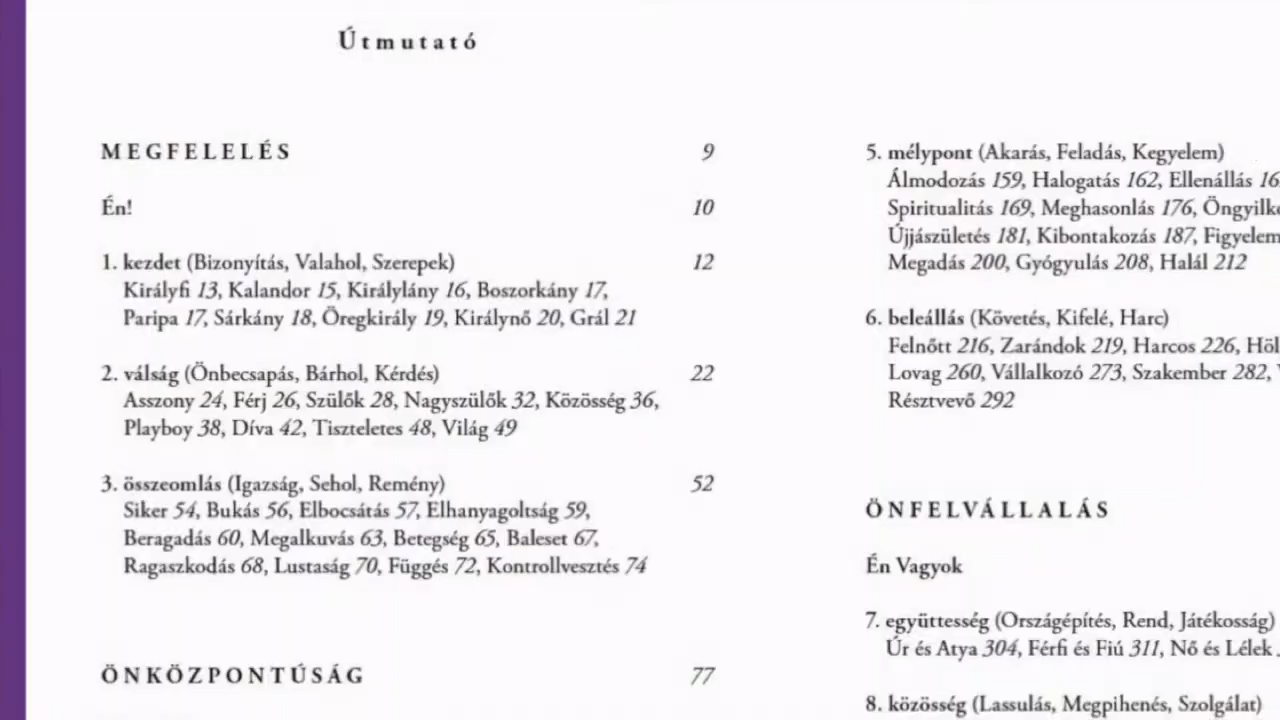 Útmutató
MEGFELELÉS 9
Én! 10
1. kezdet (Bizonyítás, Valahol, Szerepek) 12
Királyfi 13, Kalandor 15, Királylány 16, Boszorkány 17,
Paripa 17, Sárkány 18, Öregkirály 19, Királynő 20, Grál 21
2. válság (Önbecsapás, Bárhol, Kérdés) 22
Asszony 24, Férj 26, Szülők 28, Nagyszülők 32, Közösség 36,
Playboy 38, Díva 42, Tiszteletes 48, Világ 49
3. összeomlás (Igazság, Sehol, Remény) 52
Siker 54, Bukás 56, Elbocsátás 57, Elhanyagoltság 59,
Beragadás 60, Megalkuvás 63, Betegség 65, Baleset 67,
Ragaszkodás 68, Lustaság 70, Függés 72, Kontrollvesztés 74
ÖNKÖZPONTÚSÁG 77
5. mélypont (Akarás, Feladás, Kegyelem)
Álmodozás 159, Halogatás 162, Ellenállás 16
Spiritualitás 169, Meghasonlás 176, Öngyilk
Újjászületés 181, Kibontakozás 187, Figyelem
Megadás 200, Gyógyulás 208, Halál 212
6. beleállás (Követés, Kifelé, Harc)
Felnőtt 216, Zarándok 219, Harcos 226, Höl
Lovag 260, Vállalkozó 273, Szakember 282,
Résztvevő 292
ÖNFELVÁLLALÁS
Én Vagyok
7. együttesség (Országépítés, Rend, Játékosság)
Úr és Atya 304, Férfi és Fiú 311, Nő és Lélek
8. közösség (Lassulás, Megpihenés, Szolgálat)